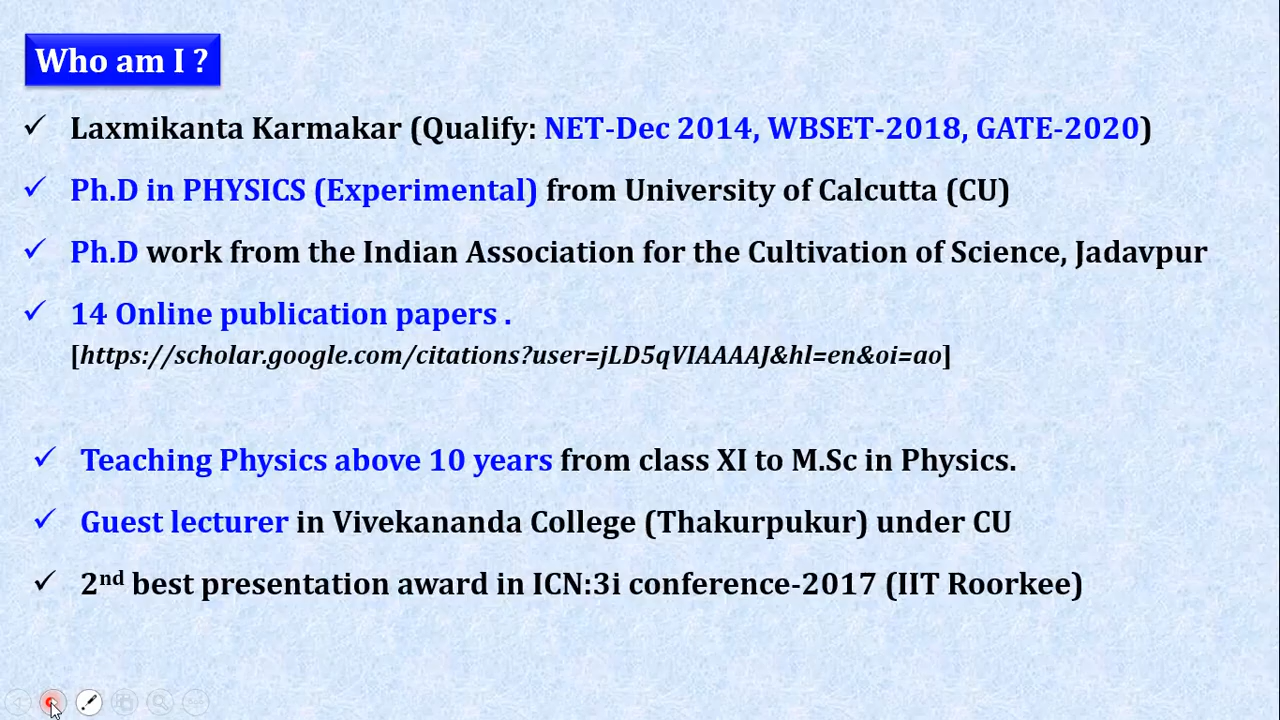 Who am I ?
✓ Laxmikanta Karmakar (Qualify: NET-Dec 2014, WBSET-2018, GATE-2020)
✓ Ph.D in PHYSICS (Experimental) from University of Calcutta (CU)
✓ Ph.D work from the Indian Association for the Cultivation of Science, Jadavpur
✓ 14 Online publication papers .
[https://scholar.google.com/citations?user=jLD5qVIAAAAJ&hl=en&oi=ao]
✓ Teaching Physics above 10 years from class XI to M.Sc in Physics.
✓ Guest lecturer in Vivekananda College (Thakurpukur) under CU
✓ 2nd best presentation award in ICN:3i conference-2017 (IIT Roorkee)